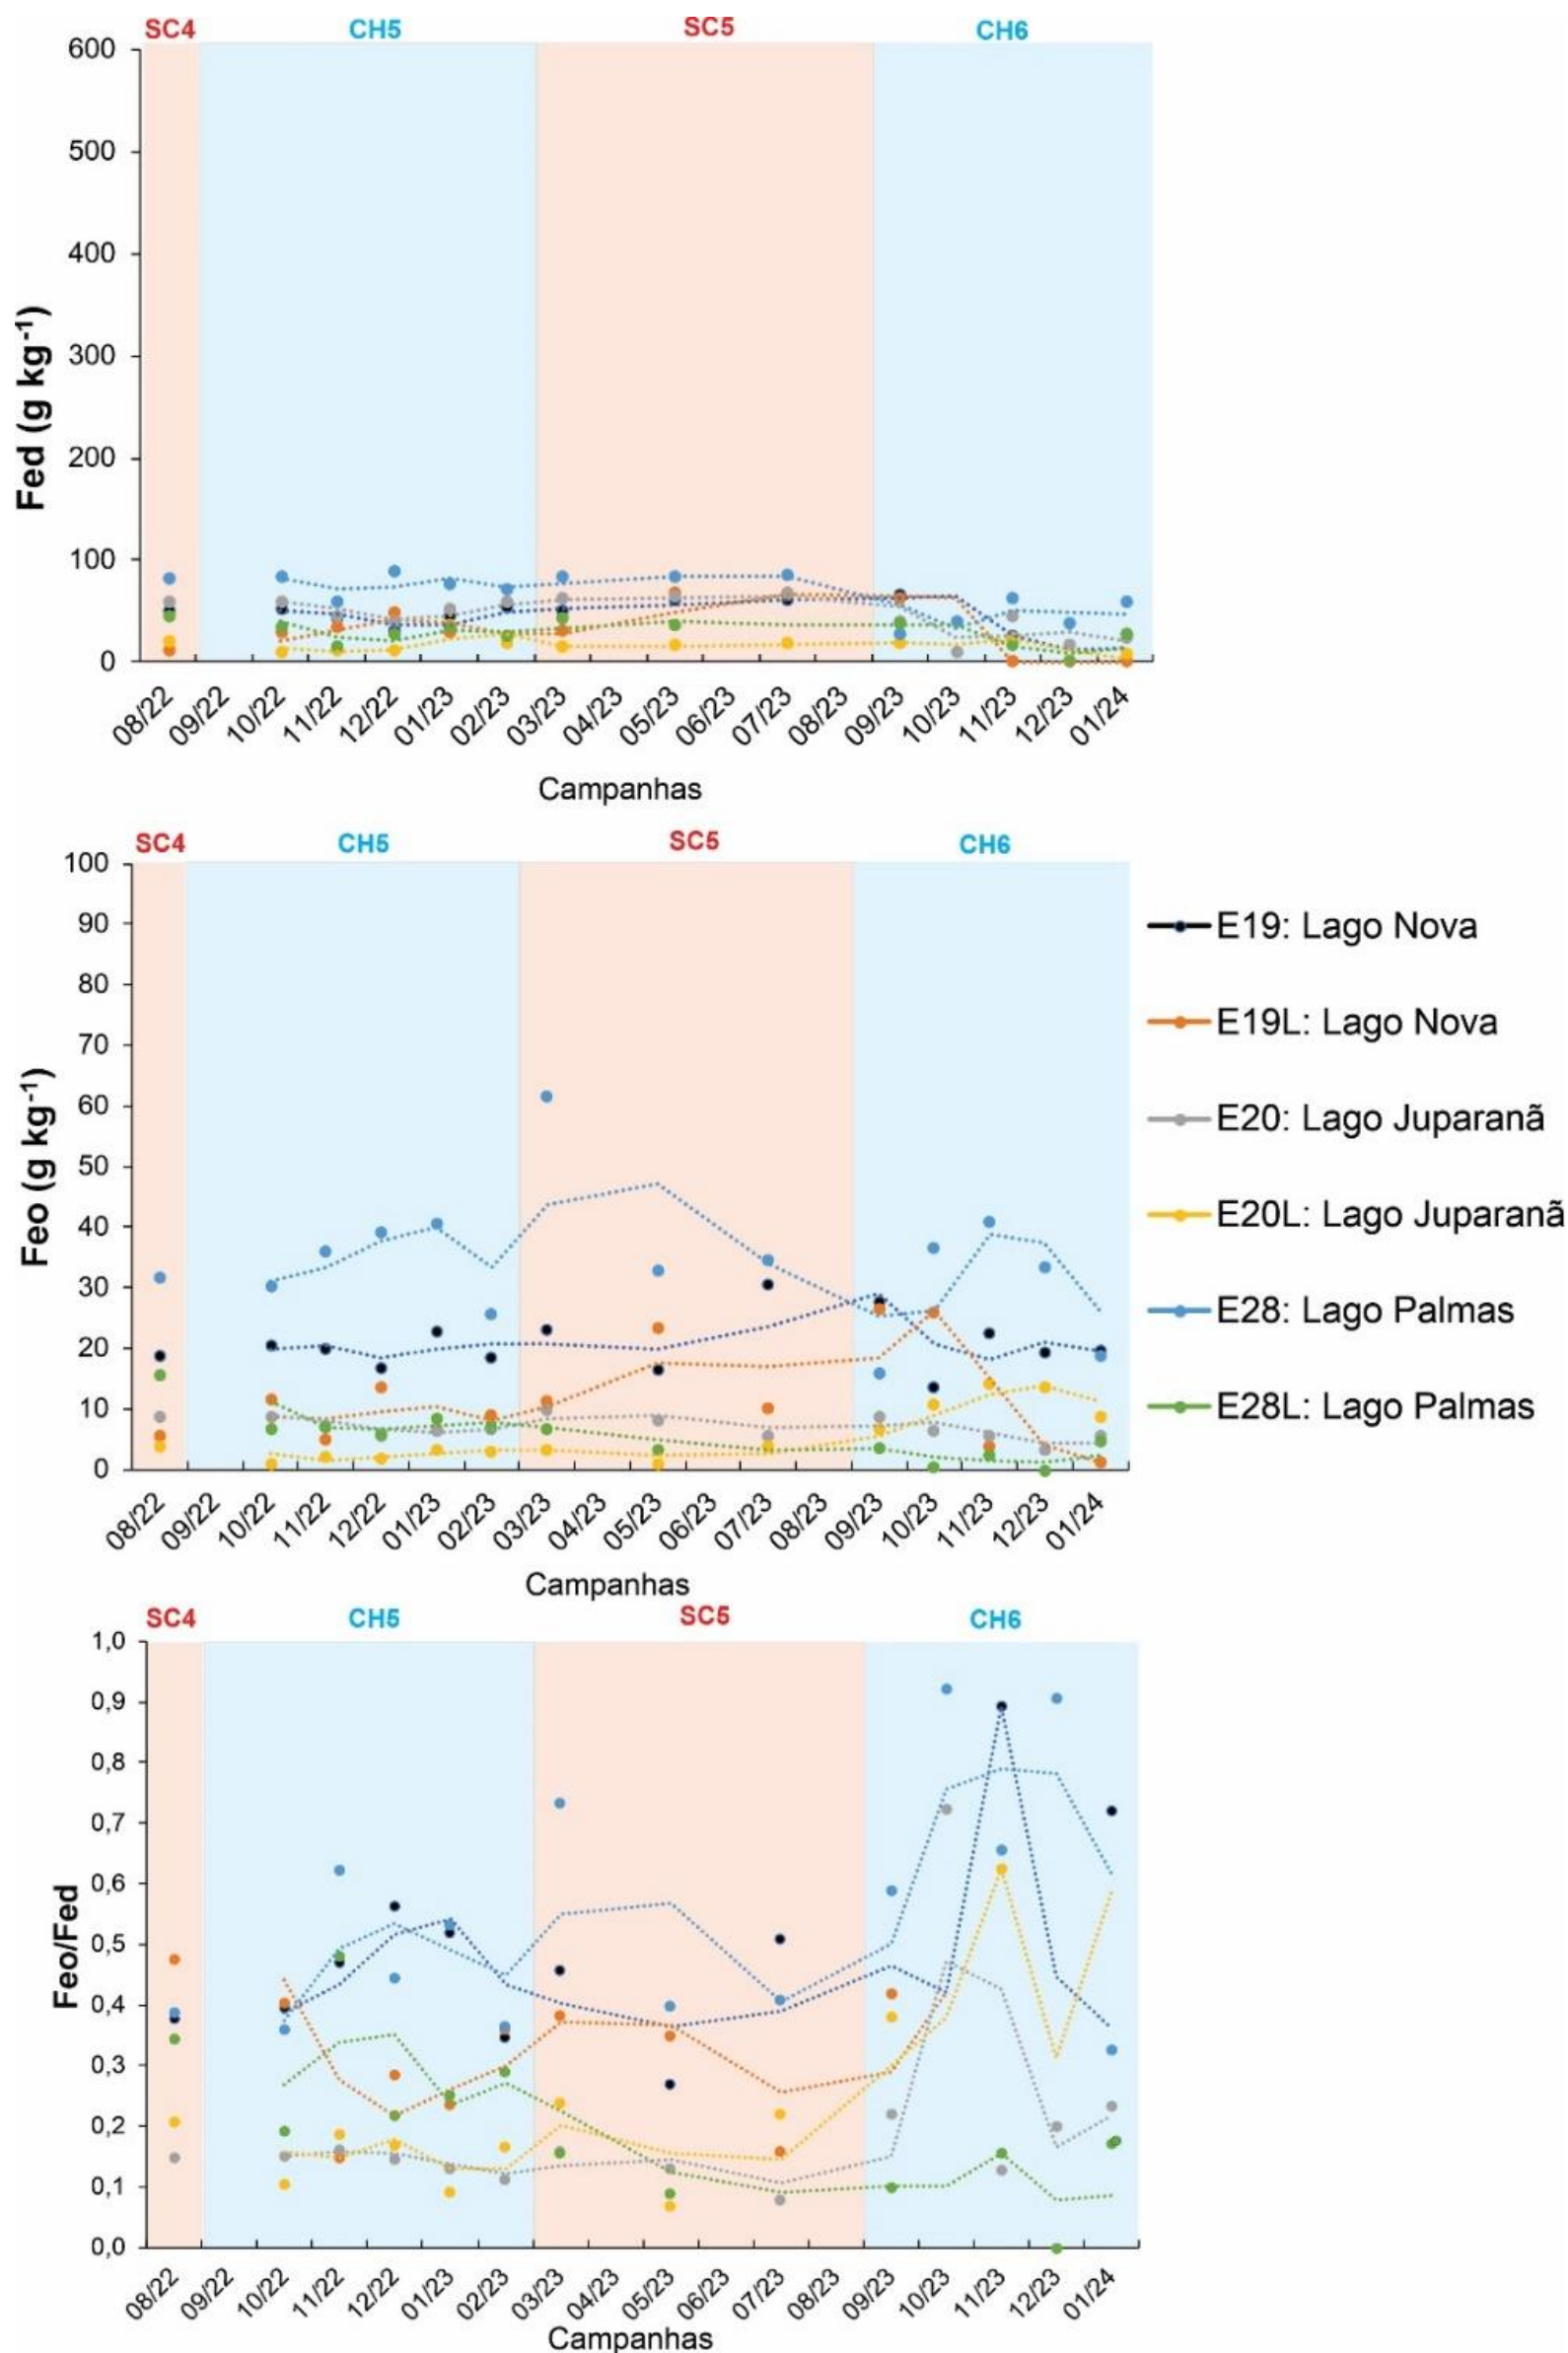 SC4 CH5 SC5 CH6
600
500
400
300
200
100
0
Fed (g kg-1)
08/22 09/22 10/22 11/22 12/22 01/23 02/23 03/23 04/23 05/23 06/23 07/23 08/23 09/23 10/23 11/23 12/23 01/24
Campanhas
SC4 CH5 SC5 CH6
100
90
80
70
60
50
40
30
20
10
0
Feo (g kg-1)
08/22 09/22 10/22 11/22 12/22 01/23 02/23 03/23 04/23 05/23 06/23 07/23 08/23 09/23 10/23 11/23 12/23 01/24
Campanhas
E19: Lago Nova
E19L: Lago Nova
E20: Lago Juparanã
E20L: Lago Juparanã
E28: Lago Palmas
E28L: Lago Palmas
SC4 CH5 SC5 CH6
1,0
0,9
0,8
0,7
0,6
0,5
0,4
0,3
0,2
0,1
0,0
Feo/Fed
08/22 09/22 10/22 11/22 12/22 01/23 02/23 03/23 04/23 05/23 06/23 07/23 08/23 09/23 10/23 11/23 12/23 01/24
Campanhas